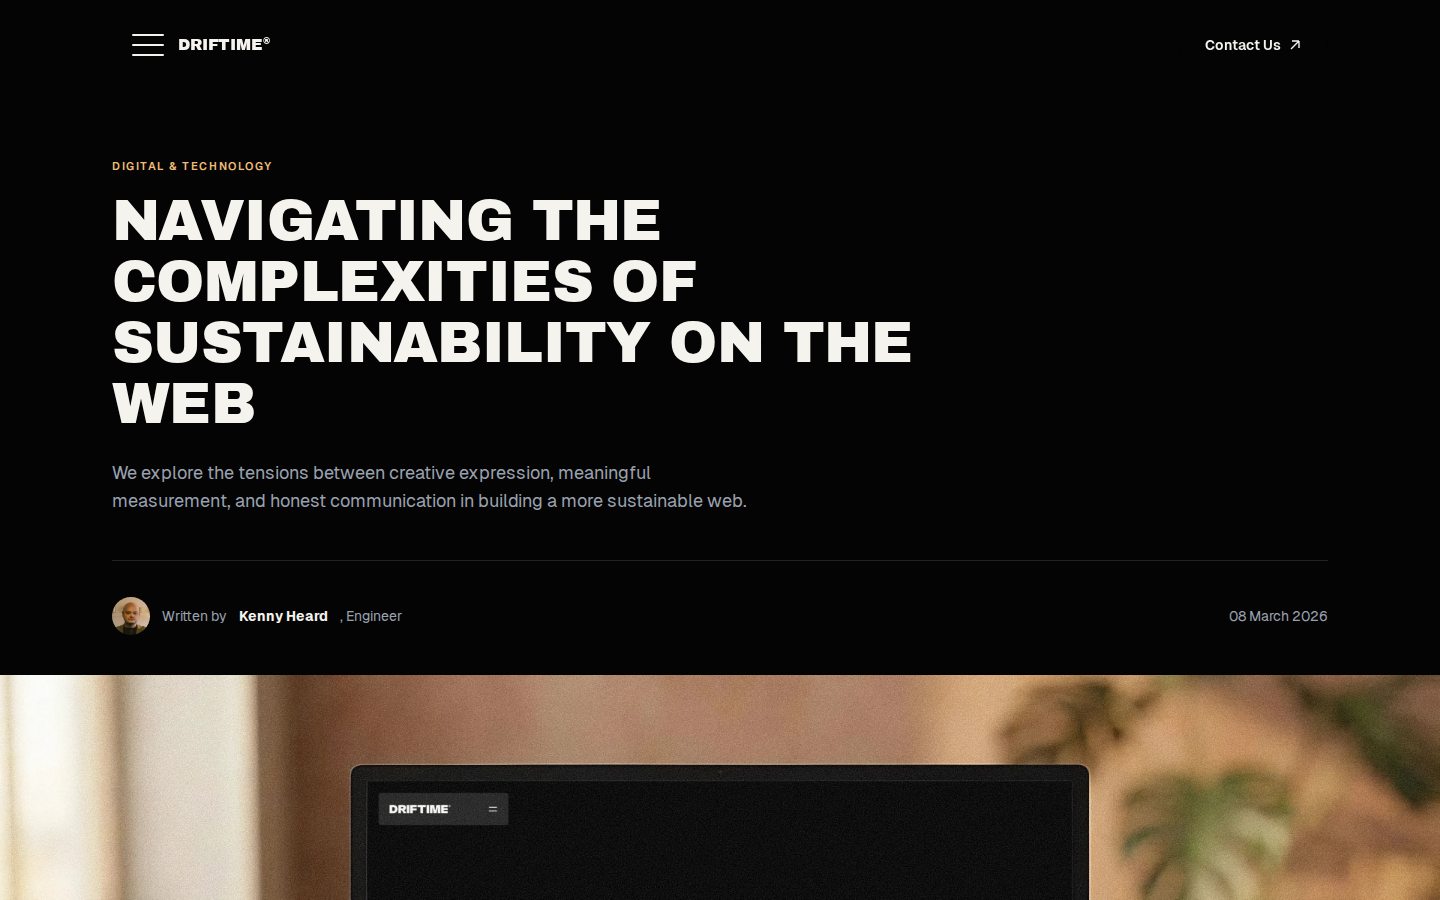 DRIFTIME®
Contact Us
DIGITAL & TECHNOLOGY
NAVIGATING THE
COMPLEXITIES OF
SUSTAINABILITY ON THE
WEB
We explore the tensions between creative expression, meaningful
measurement, and honest communication in building a more sustainable web.
Written by Kenny Heard , Engineer
08 March 2026
DRIFTIME